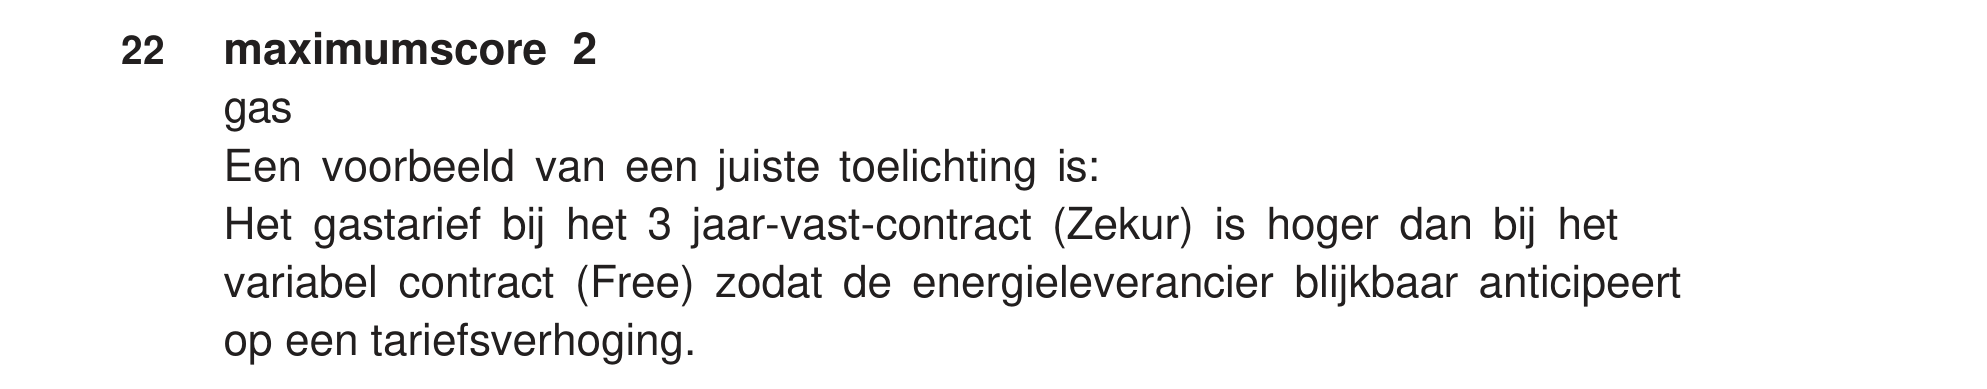 22 maximumscore 2
gas
Een voorbeeld van een juiste toelichting is:
Het gastarief bij het 3 jaar-vast-contract (Zekur) is hoger dan bij het
variabel contract (Free) zodat de energieleverancier blijkbaar anticipeert
op een tariefsverhoging.